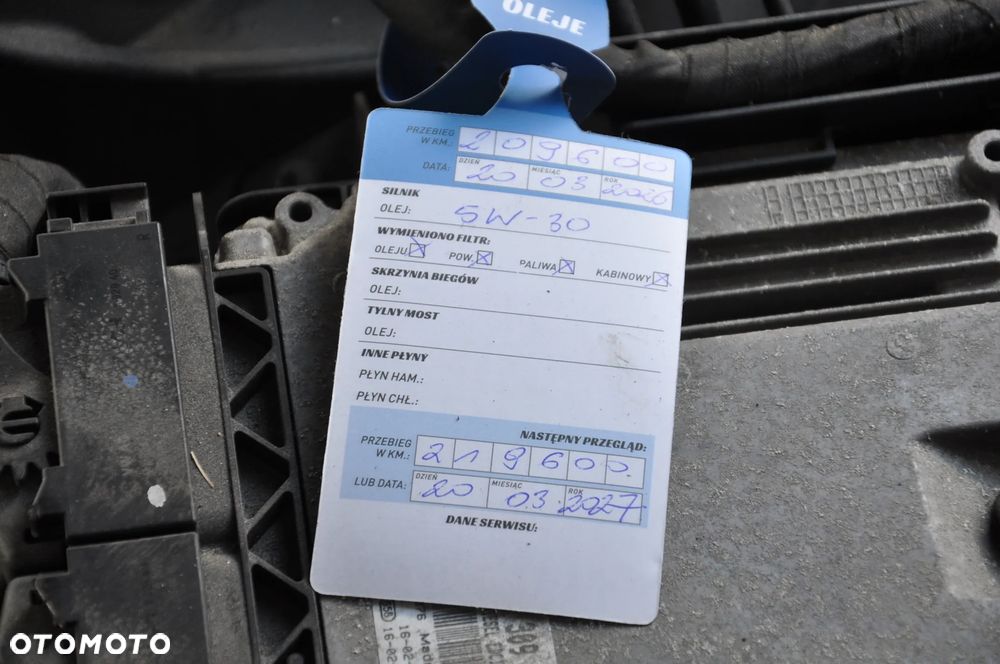 OLEJE
PRZEBIEG W KM.: 209600
DATA: DZIEŃ 20 MIESIĄC 03 ROK 2026
SILNIK
OLEJ: 5W-30
WYMIENIONO FILTR:
OLEJU POW. PALIWA KABINOWY
SKRZYNIA BIEGÓW
OLEJ:
TYLNY MOST
OLEJ:
INNE PŁYNY
PŁYN HAM.:
PŁYN CHŁ.:
NASTĘPNY PRZEGLĄD:
PRZEBIEG W KM.: 219600.
LUB DATA: DZIEŃ 20 MIESIĄC 03 ROK 2027
DANE SERWISU:
OTOMOTO